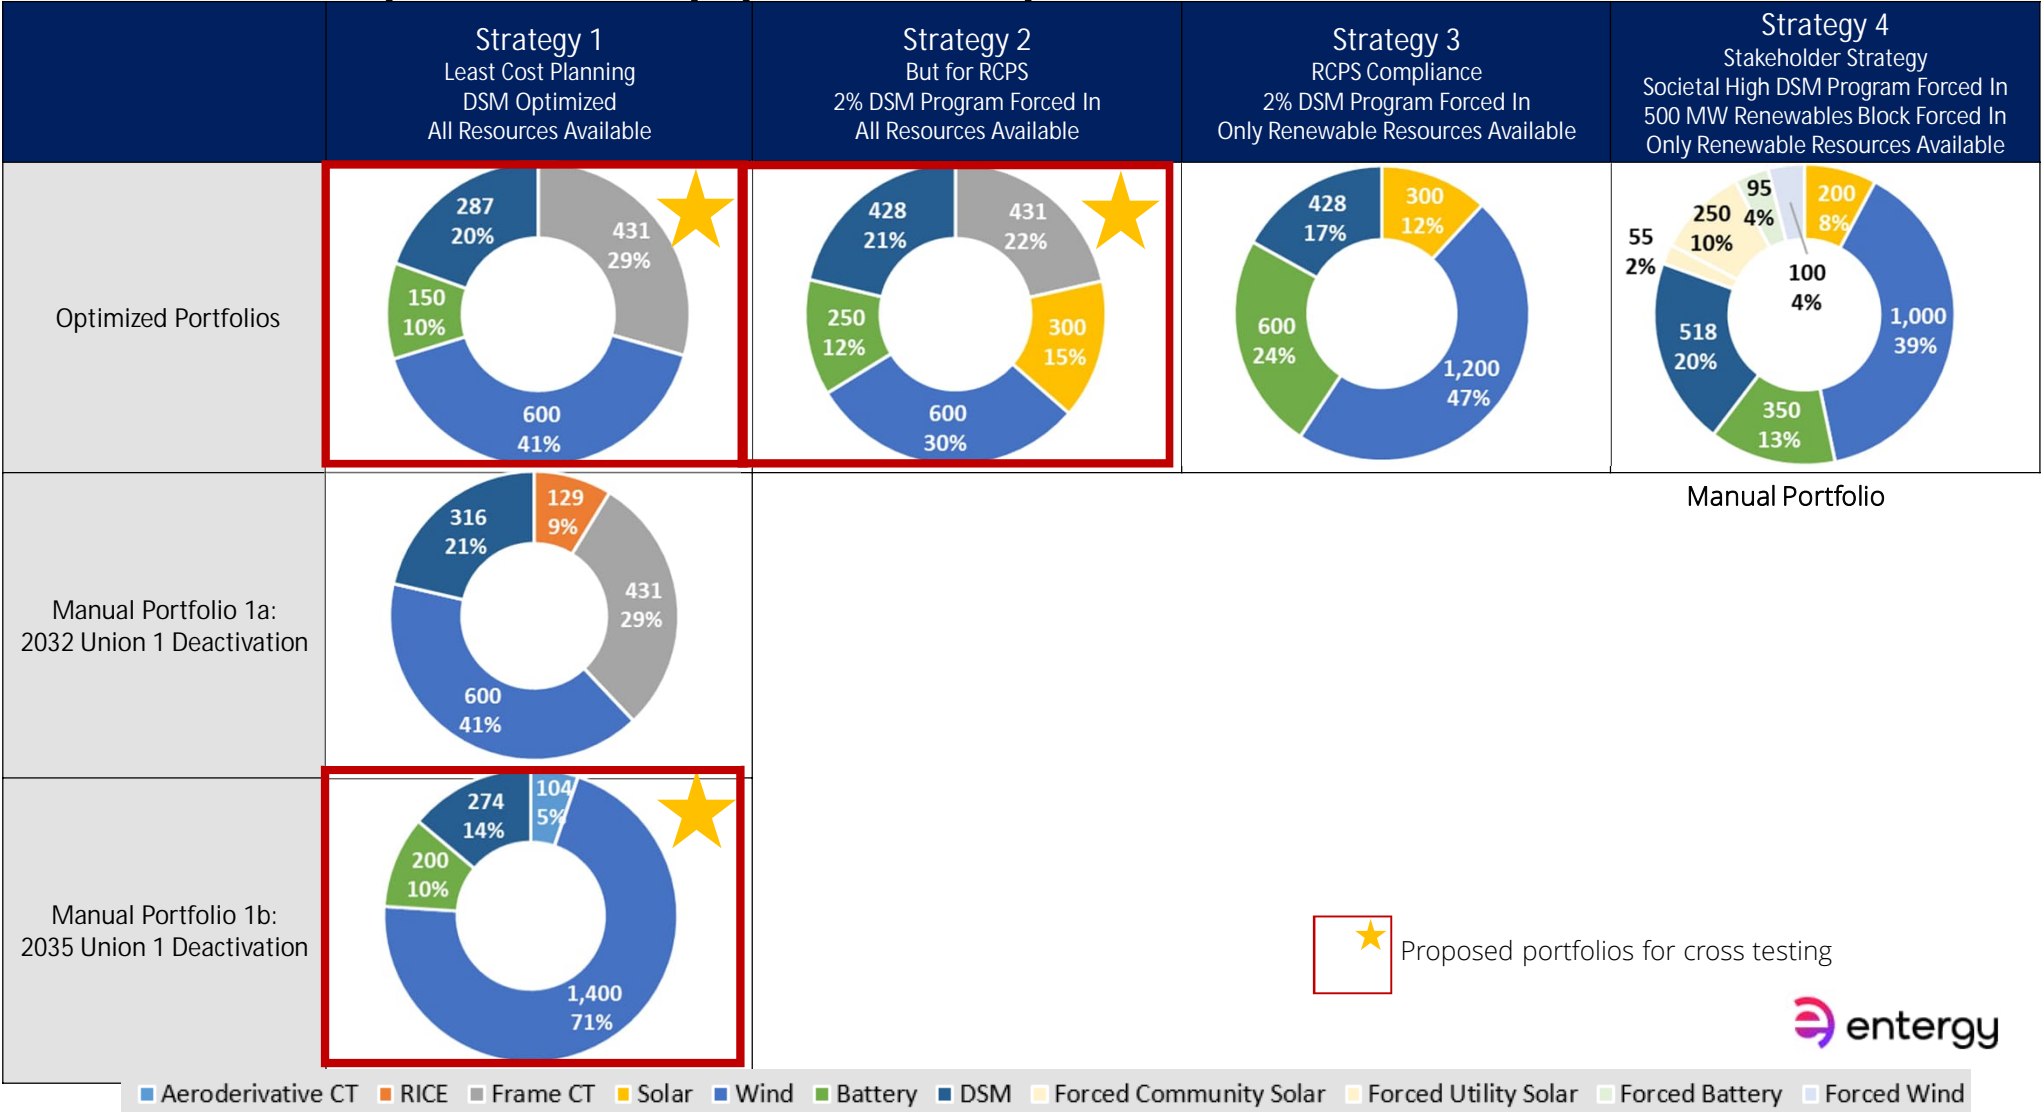 Strategy 1
Least Cost Planning
DSM Optimized
All Resources Available
Strategy 2
But for RCPS
2% DSM Program Forced In
All Resources Available
Strategy 3
RCPS Compliance
2% DSM Program Forced In
Only Renewable Resources Available
Strategy 4
Stakeholder Strategy
Societal High DSM Program Forced In
500 MW Renewables Block Forced In
Only Renewable Resources Available
Optimized Portfolios
287
20%
431
29%
150
10%
600
41%
428
21%
431
22%
250
12%
300
15%
600
30%
428
17%
300
12%
600
24%
1,200
47%
95
4%
200
8%
250
10%
55
2%
100
4%
1,000
39%
518
20%
350
13%
Manual Portfolio
Manual Portfolio 1a:
2032 Union 1 Deactivation
129
9%
316
21%
431
29%
600
41%
Manual Portfolio 1b:
2035 Union 1 Deactivation
104
5%
274
14%
200
10%
1,400
71%
Proposed portfolios for cross testing
entergy
Aeroderivative CT RICE Frame CT Solar Wind Battery DSM Forced Community Solar Forced Utility Solar Forced Battery Forced Wind